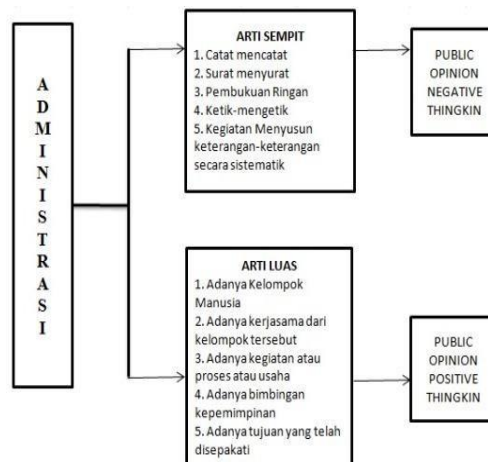 ADMINISTRASI
ARTI SEMPIT
1. Catat mencatat
2. Surat menyurat
3. Pembukuan Ringan
4. Ketik-mengetik
5. Kegiatan Menyusun
keterangan-keterangan
secara sistematik
PUBLIC
OPINION
NEGATIVE
THINGKIN
ARTI LUAS
1. Adanya Kelompok
Manusia
2. Adanya kerjasama dari
kelompok tersebut
3. Adanya kegiatan atau
proses atau usaha
4. Adanya bimbingan
kepemimpinan
5. Adanya tujuan yang telah
disepakati
PUBLIC
OPINION
POSITIVE
THINGKIN